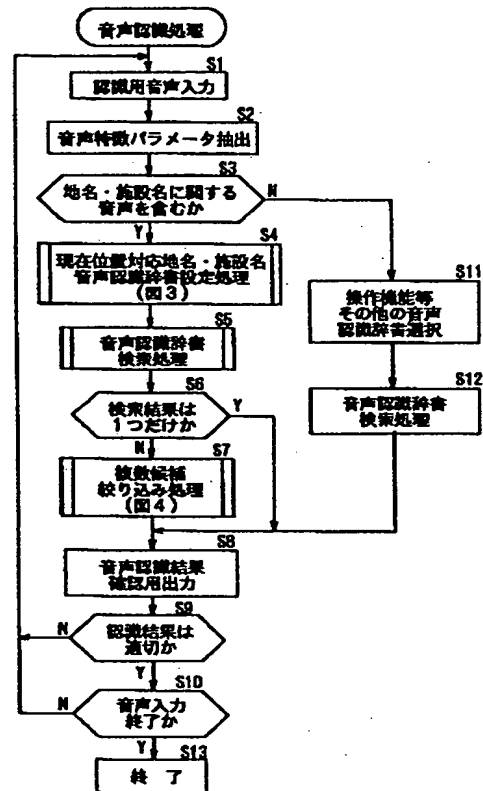 音声認識処理
S1
認識用音声入力
S2
音声特徴パラメータ抽出
S3
地名・施設名に関する
音声を含むか
N
Y
S4
現在位置対応地名・施設名
音声認識辞書設定処理
(図3)
S11
操作機能等
その他の音声
認識辞書選択
S5
音声認識辞書
検索処理
S12
音声認識辞書
検索処理
S6
検索結果は
1つだけか
Y
N
S7
複数候補
絞り込み処理
(図4)
S8
音声認識結果
確認用出力
S9
認識結果は
適切か
N
Y
S10
音声入力
終了か
N
Y
S13
終了